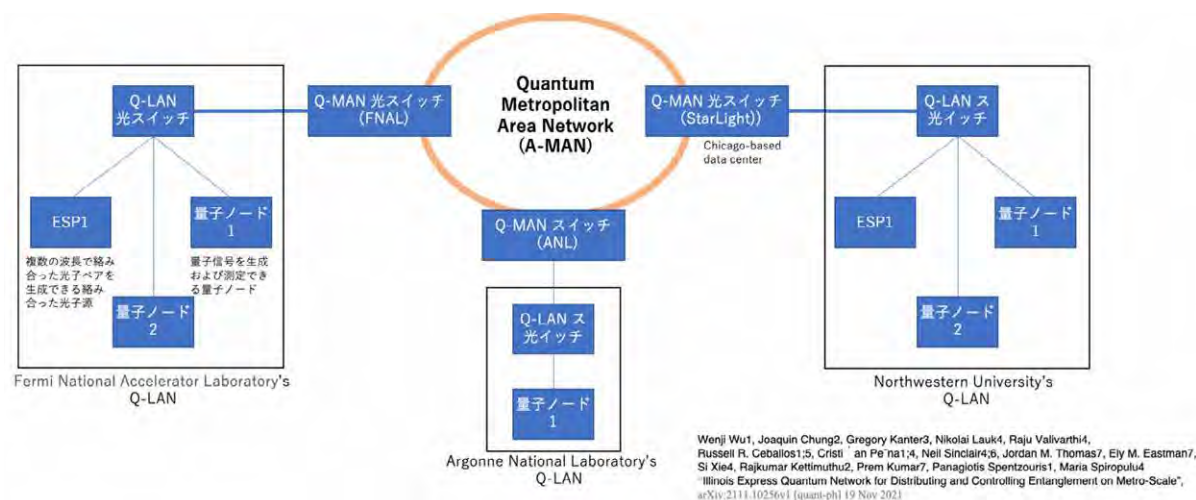 Quantum
Metropolitan
Area Network
(A-MAN)
Q-LAN
光スイッチ
Q-MAN 光スイッチ
(FNAL)
Q-MAN 光スイッチ
(StarLight))
Chicago-based
data center
Q-LAN ス
光イッチ
ESP1
量子ノード
1
複数の波長で絡み
合った光子ペアを
生成できる絡み
合った光子源
量子信号を生成
および測定でき
る量子ノード
量子ノード
2
Fermi National Accelerator Laboratory's
Q-LAN
Q-MAN スイッチ
(ANL)
Q-LAN ス
光イッチ
量子ノード
1
Argonne National Laboratory's
Q-LAN
ESP1
量子ノード
1
量子ノード
2
Northwestern University's
Q-LAN
Wenji Wu1, Joaquin Chung2, Gregory Kanter3, Nikolai Lauk4, Raju Valivarthi4,
Russell R. Ceballos1;5, Cristi ´ an Pe˜na1;4, Neil Sinclair4;6, Jordan M. Thomas7, Ely M. Eastman7,
Si Xie4, Rajkumar Kettimuthu2, Prem Kumar7, Panagiotis Spentzouris1, Maria Spiropulu4
"Illinois Express Quantum Network for Distributing and Controlling Entanglement on Metro-Scale",
arXiv:2111.10256v1 [quant-ph] 19 Nov 2021